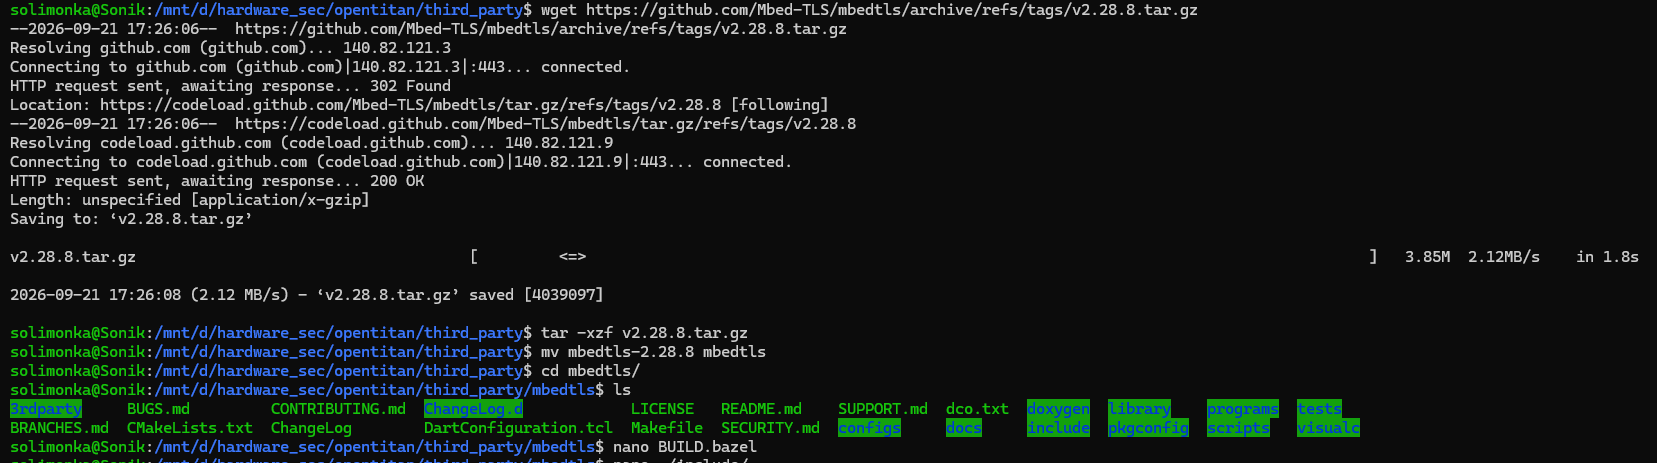 solimonka@Sonik:/mnt/d/hardware_sec/opentitan/third_party$ wget https://github.com/Mbed-TLS/mbedtls/archive/refs/tags/v2.28.8.tar.gz
--2026-09-21 17:26:06--  https://github.com/Mbed-TLS/mbedtls/archive/refs/tags/v2.28.8.tar.gz
Resolving github.com (github.com)... 140.82.121.3
Connecting to github.com (github.com)|140.82.121.3|:443... connected.
HTTP request sent, awaiting response... 302 Found
Location: https://codeload.github.com/Mbed-TLS/mbedtls/tar.gz/refs/tags/v2.28.8 [following]
--2026-09-21 17:26:06--  https://codeload.github.com/Mbed-TLS/mbedtls/tar.gz/refs/tags/v2.28.8
Resolving codeload.github.com (codeload.github.com)... 140.82.121.9
Connecting to codeload.github.com (codeload.github.com)|140.82.121.9|:443... connected.
HTTP request sent, awaiting response... 200 OK
Length: unspecified [application/x-gzip]
Saving to: ‘v2.28.8.tar.gz’
v2.28.8.tar.gz [ <=> ] 3.85M 2.12MB/s in 1.8s
2026-09-21 17:26:08 (2.12 MB/s) - ‘v2.28.8.tar.gz’ saved [4039097]
solimonka@Sonik:/mnt/d/hardware_sec/opentitan/third_party$ tar -xzf v2.28.8.tar.gz
solimonka@Sonik:/mnt/d/hardware_sec/opentitan/third_party$ mv mbedtls-2.28.8 mbedtls
solimonka@Sonik:/mnt/d/hardware_sec/opentitan/third_party$ cd mbedtls/
solimonka@Sonik:/mnt/d/hardware_sec/opentitan/third_party/mbedtls$ ls
3rdparty BUGS.md CONTRIBUTING.md ChangeLog.d LICENSE README.md SUPPORT.md dco.txt doxygen library programs tests
BRANCHES.md CMakeLists.txt ChangeLog DartConfiguration.tcl Makefile SECURITY.md configs docs include pkgconfig scripts visualc
solimonka@Sonik:/mnt/d/hardware_sec/opentitan/third_party/mbedtls$ nano BUILD.bazel